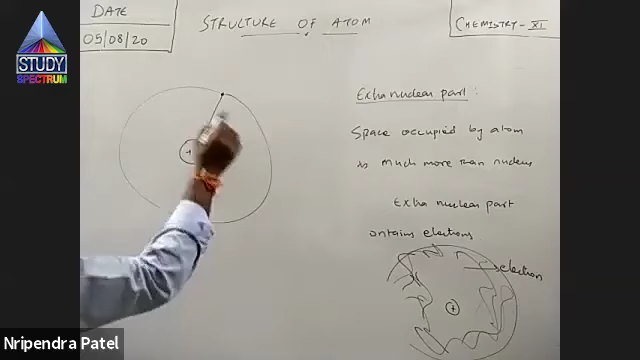 DATE
05/08/20
STRUCTURE OF ATOM
CHEMISTRY - XI
STUDY
SPECTRUM
Extra nuclear part :
Space occupied by atom
is much more than nucleus
Extra nuclear part
contains electrons.
electron
+
+
Nripendra Patel